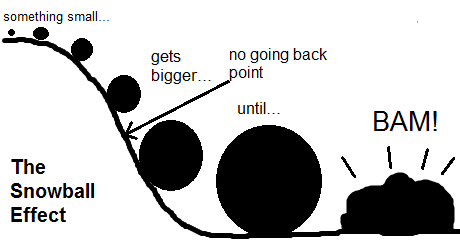 something small...
gets
bigger...
no going back
point
until...
BAM!
The
Snowball
Effect